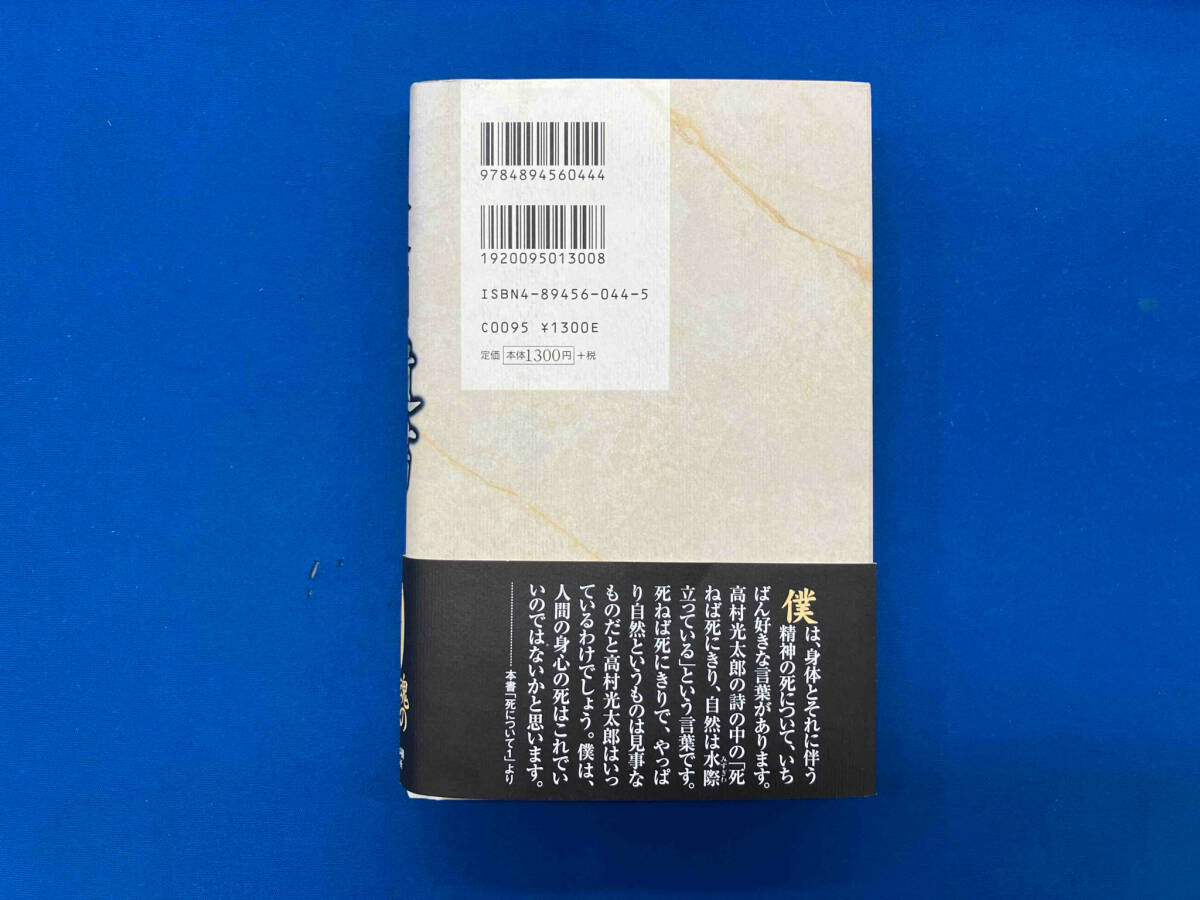 9784894560444
1920095013008
ISBN4-89456-044-5
C0095 ¥1300E
定価 本体1300円 +税
僕は、身体とそれに伴う
精神の死について、いち
ばん好きな言葉があります。
高村光太郎の詩の中の「死
ねば死にきり、自然は水際
みずぎわ
立っている」という言葉です。
死ねば死にきりで、やっぱ
り自然というものは見事な
ものだと高村光太郎はいっ
ているわけでしょう。僕は、
人間の身心の死はこれでい
いのではないかと思います。
本書「死について1」より
魂の